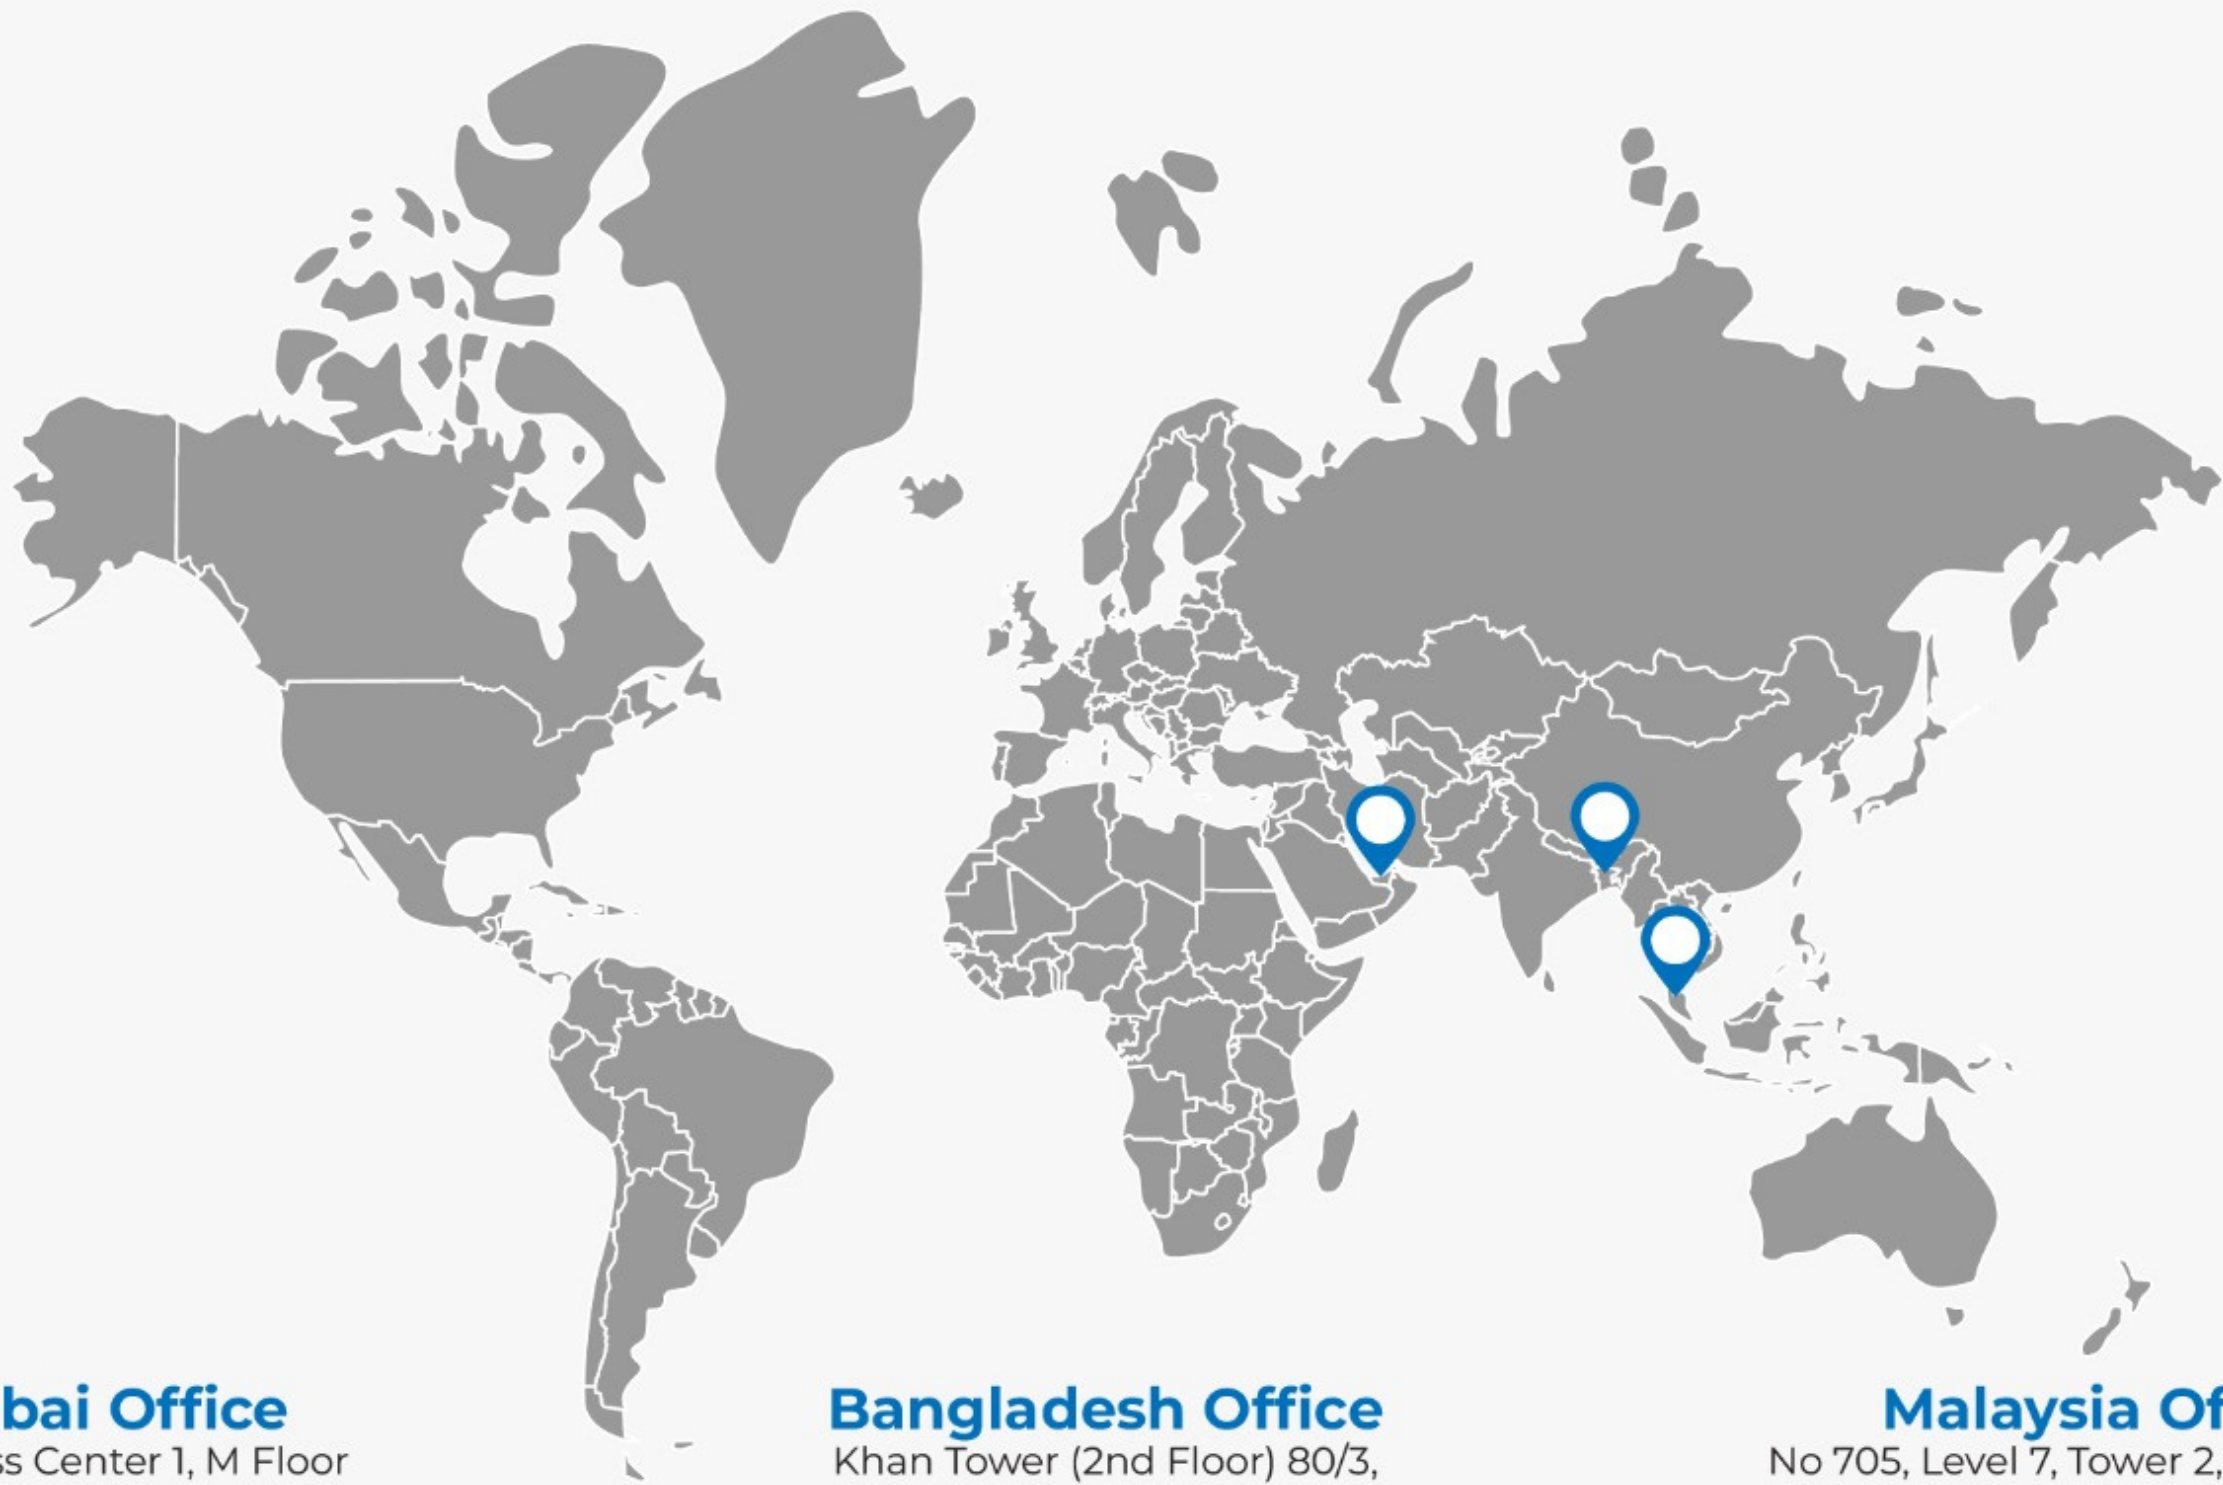 bai Office
ss Center 1, M Floor
Bangladesh Office
Khan Tower (2nd Floor) 80/3,
Malaysia Of
No 705, Level 7, Tower 2,